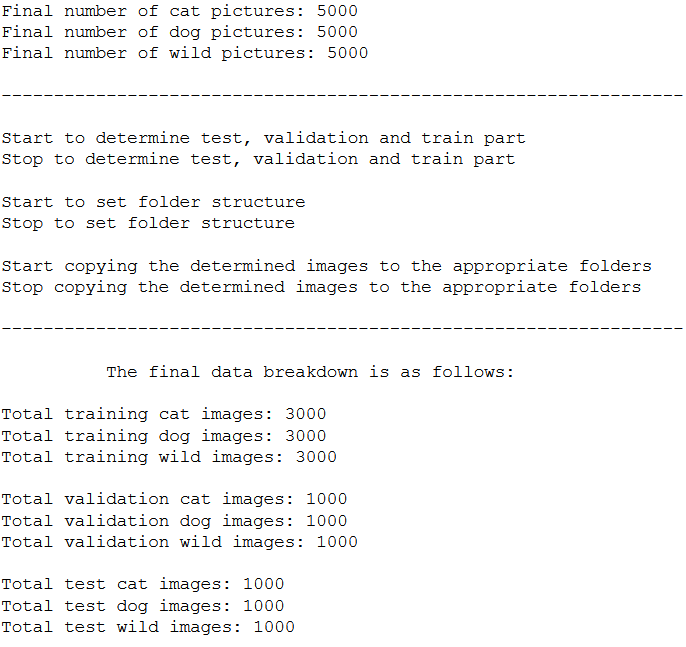 Final number of cat pictures: 5000
Final number of dog pictures: 5000
Final number of wild pictures: 5000
-----------------------------------------------------------------
Start to determine test, validation and train part
Stop to determine test, validation and train part
Start to set folder structure
Stop to set folder structure
Start copying the determined images to the appropriate folders
Stop copying the determined images to the appropriate folders
-----------------------------------------------------------------
The final data breakdown is as follows:
Total training cat images: 3000
Total training dog images: 3000
Total training wild images: 3000
Total validation cat images: 1000
Total validation dog images: 1000
Total validation wild images: 1000
Total test cat images: 1000
Total test dog images: 1000
Total test wild images: 1000